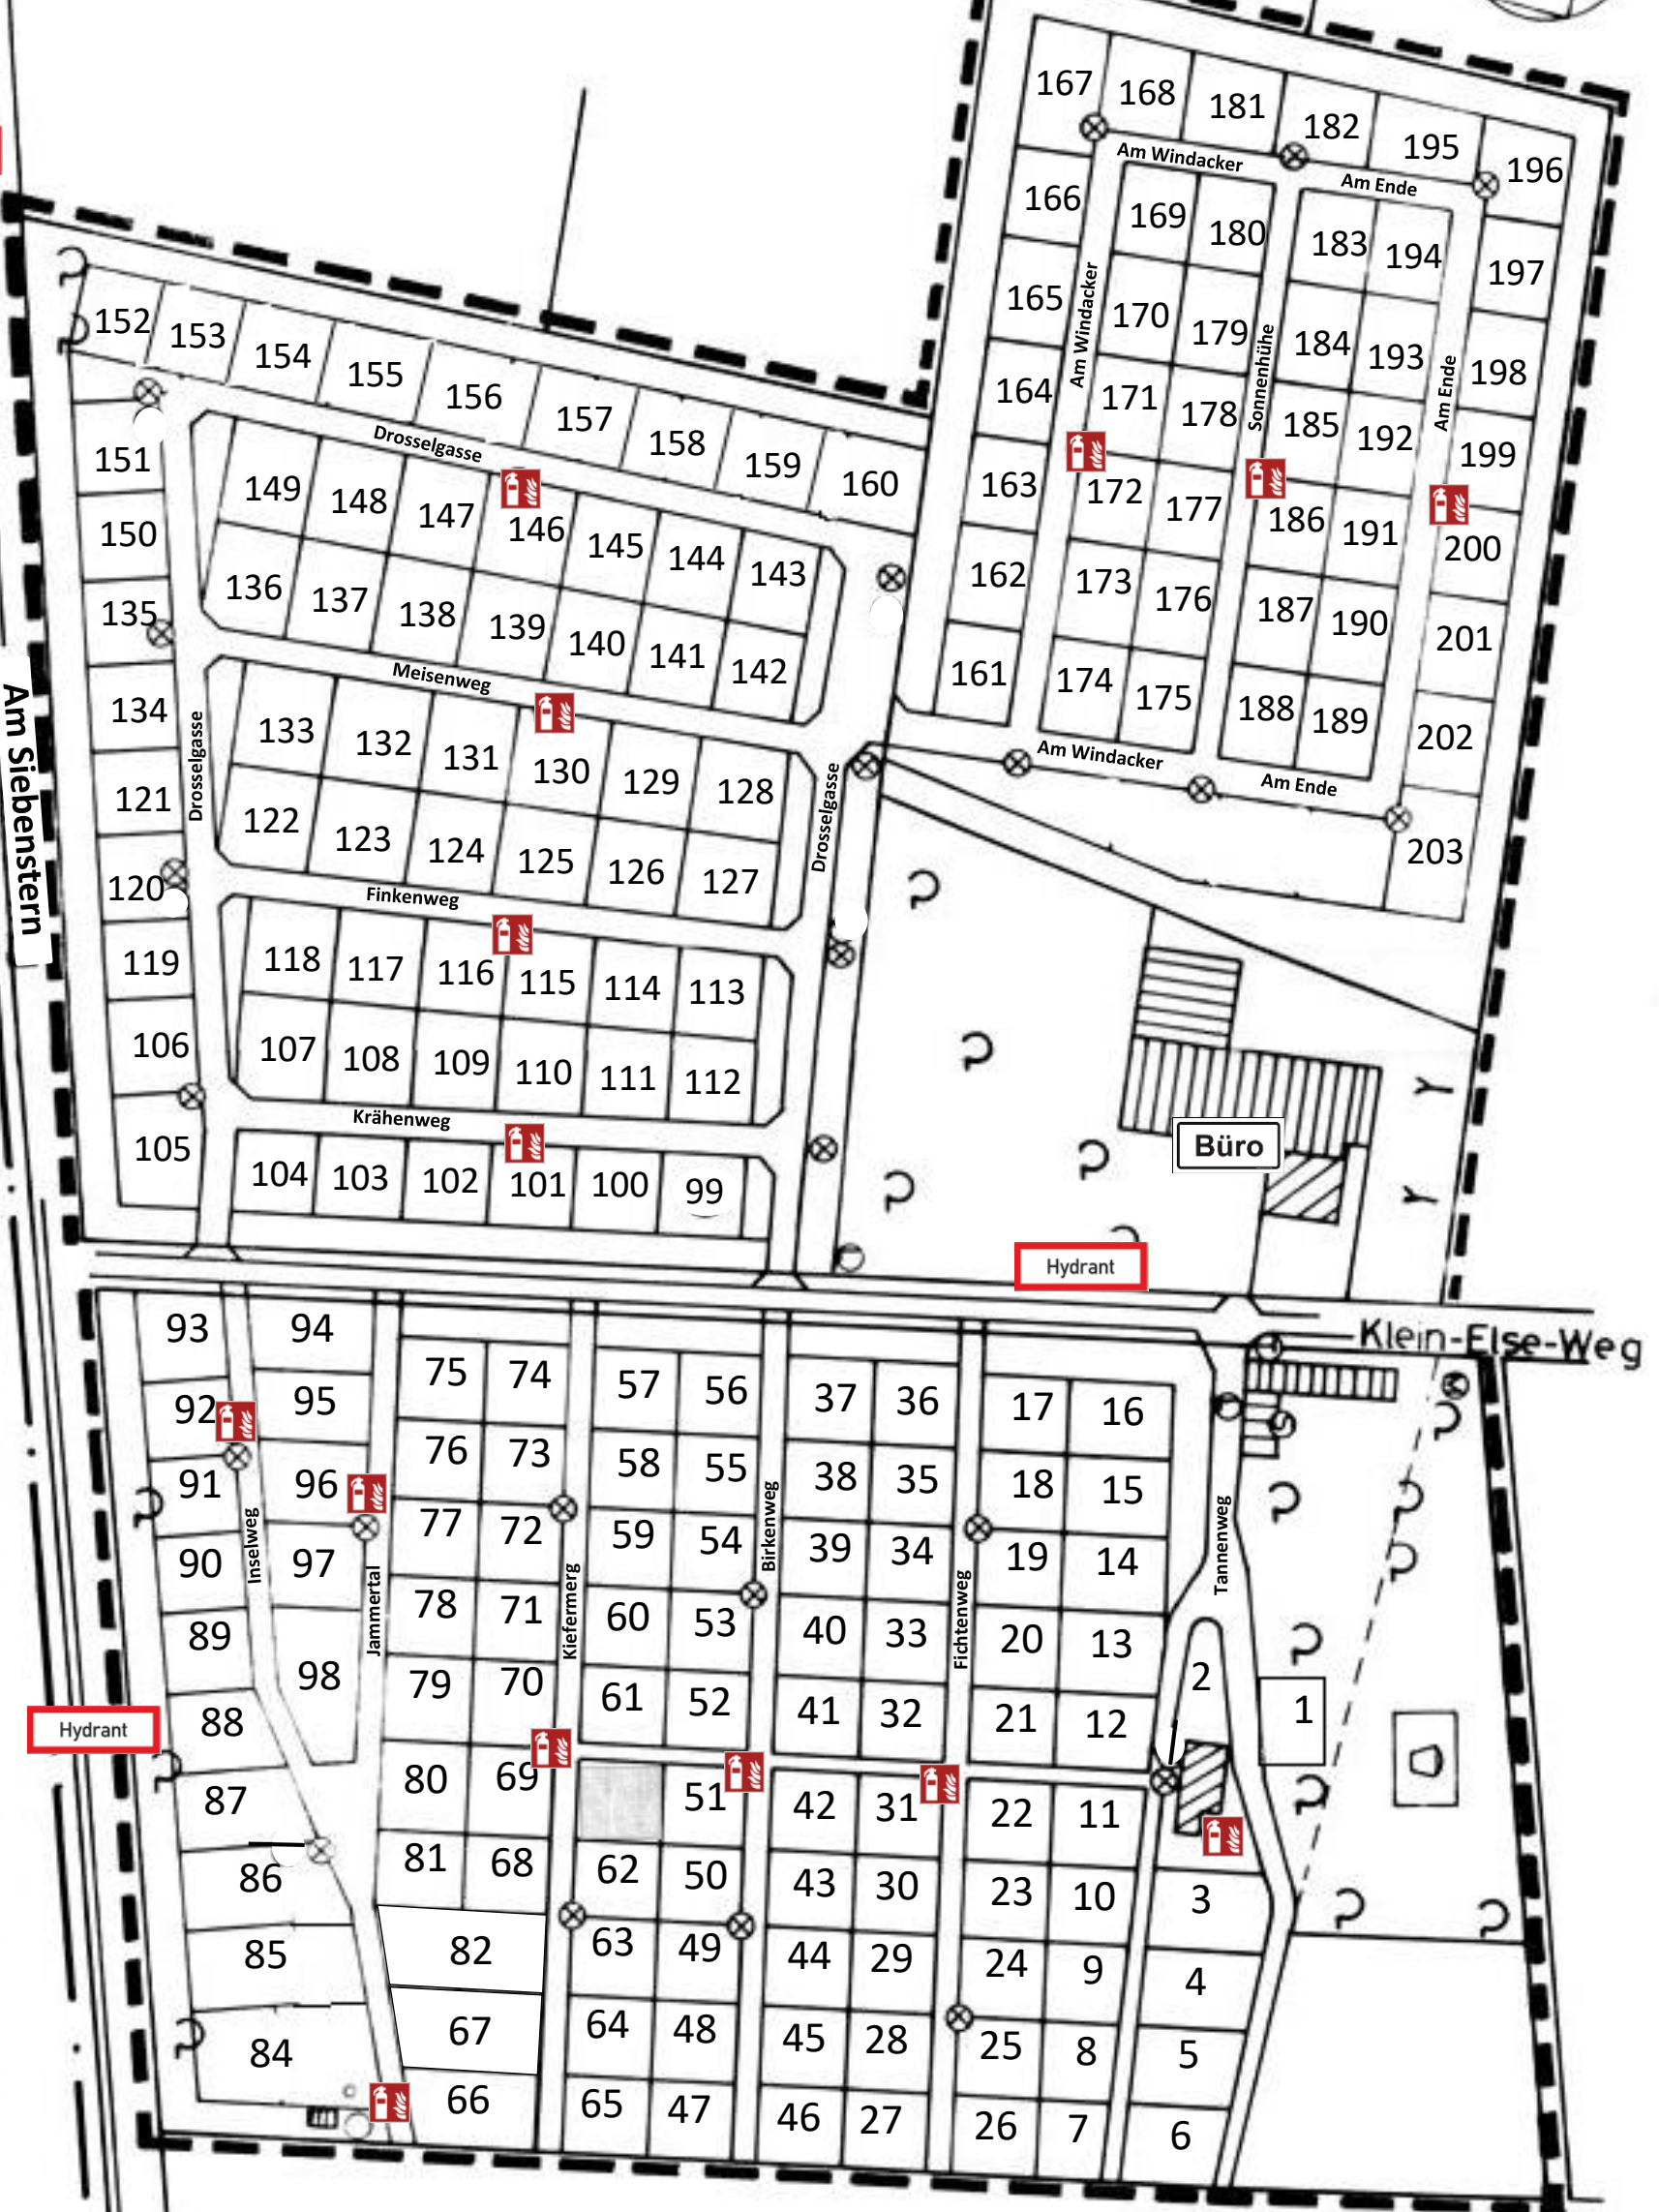 167 168 181 182 195 196
Am Windacker
Am Ende
166 169 180 183 194 197
165 170 179 184 193 198
Am Windacker
Sonnenhühe
Am Ende
164 171 178 185 192 199
163 172 177 186 191 200
162 173 176 187 190 201
161 174 175 188 189 202
Am Windacker
Am Ende
203
152 153 154 155 156 157 158 159 160
Drosselgasse
151 149 148 147 146 145 144 143
150 136 137 138 139 140 141 142
135
Meisenweg
134 133 132 131 130 129 128
Am Siebenstern
Drosselgasse
Drosselgasse
121 122 123 124 125 126 127
120
Finkenweg
119 118 117 116 115 114 113
106 107 108 109 110 111 112
Krähenweg
105 104 103 102 101 100 99
Büro
Hydrant
Klein-Else-Weg
93 94 75 74 57 56 37 36 17 16
92 95 76 73 58 55 38 35 18 15
91 96 77 72 59 54 39 34 19 14
Inselweg
Jammertal
Kiefernerg
Birkenweg
Fichtenweg
Tannenweg
90 97 78 71 60 53 40 33 20 13
89 98 79 70 61 52 41 32 21 12 2 1
Hydrant
88
87 80 69 51 42 31 22 11
86 81 68 62 50 43 30 23 10 3
85 82 63 49 44 29 24 9 4
84 67 64 48 45 28 25 8 5
66 65 47 46 27 26 7 6